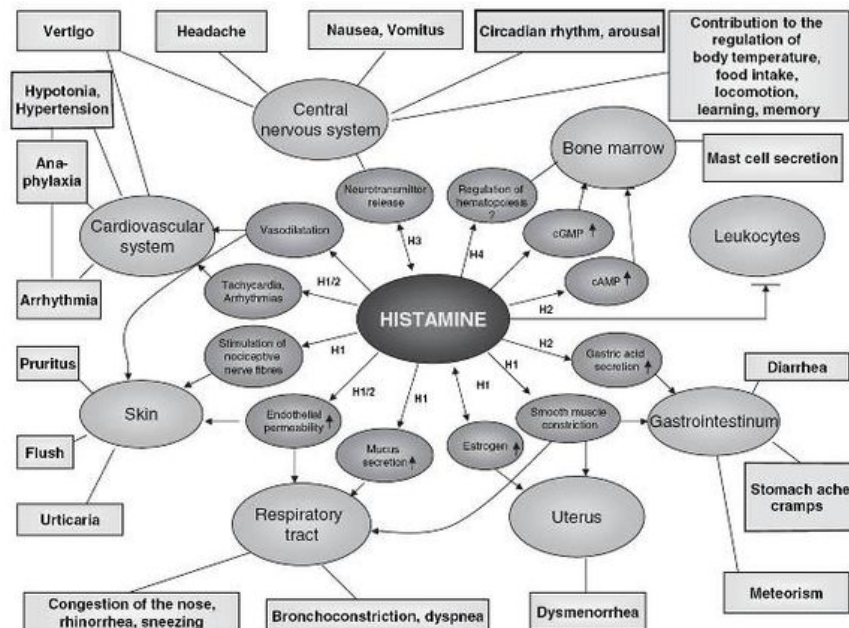 Vertigo
Headache
Nausea, Vomitus
Circadian rhythm, arousal
Contribution to the
regulation of
body temperature,
food intake,
locomotion,
learning, memory
Hypotonia,
Hypertension
Central
nervous system
Bone marrow
Mast cell secretion
Ana-
phylaxia
Neurotransmitter
release
Regulation of
hematopoiesis
?
Cardiovascular
system
Vasodilatation
cGMP
Leukocytes
H3
H4
Arrhythmia
Tachycardia,
Arrhythmias
H1/2
cAMP
HISTAMINE
H2
Pruritus
Stimulation of
nociceptive
nerve fibres
H1
H2
Gastric acid
secretion
Diarrhea
Skin
H1/2
H1
H1
H1
Endothelial
permeability
Smooth muscle
constriction
Gastrointestinum
Flush
Mucus
secretion
Estrogen
Stomach ache
cramps
Urticaria
Respiratory
tract
Uterus
Meteorism
Congestion of the nose,
rhinorrhea, sneezing
Bronchoconstriction, dyspnea
Dysmenorrhea